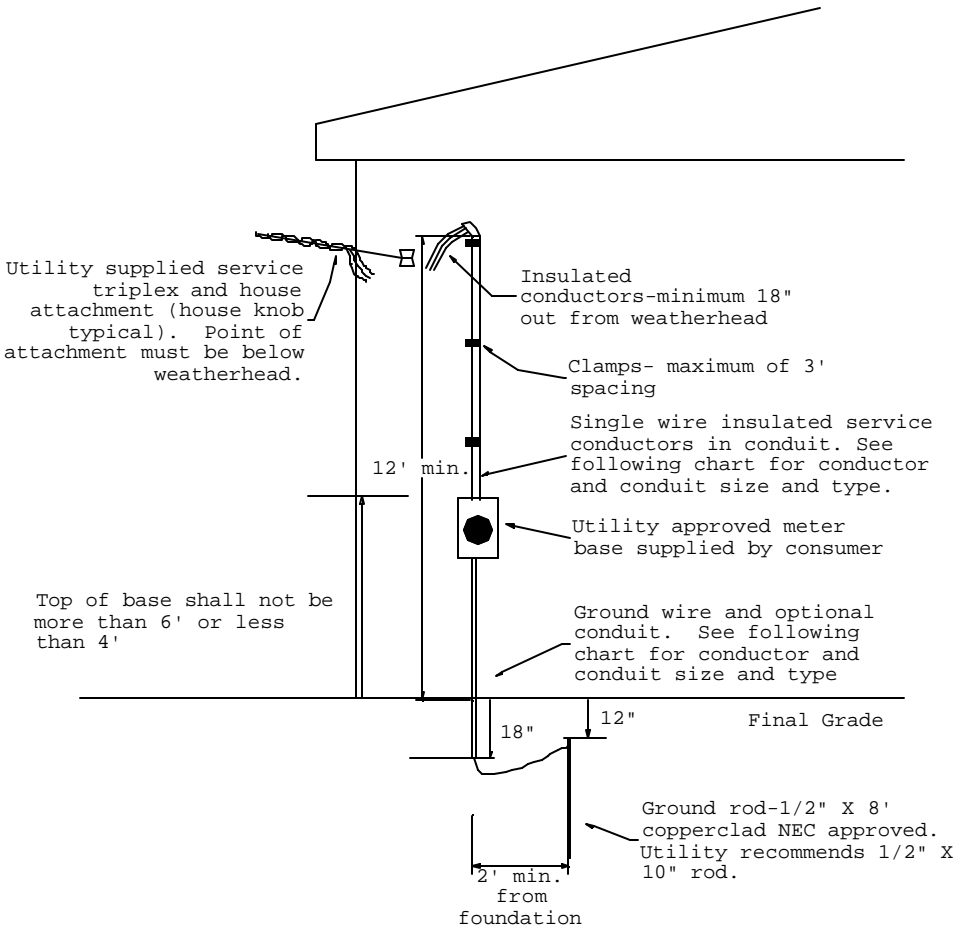 Utility supplied service
triplex and house
attachment (house knob
typical).  Point of
attachment must be below
weatherhead.
Insulated
conductors-minimum 18"
out from weatherhead
Clamps- maximum of 3'
spacing
Single wire insulated service
conductors in conduit. See
following chart for conductor
and conduit size and type.
12' min.
Utility approved meter
base supplied by consumer
Top of base shall not be
more than 6' or less
than 4'
Ground wire and optional
conduit.  See following
chart for conductor and
conduit size and type
18"
12"
Final Grade
Ground rod-1/2" X 8'
copperclad NEC approved.
Utility recommends 1/2" X
10" rod.
2' min.
from
foundation